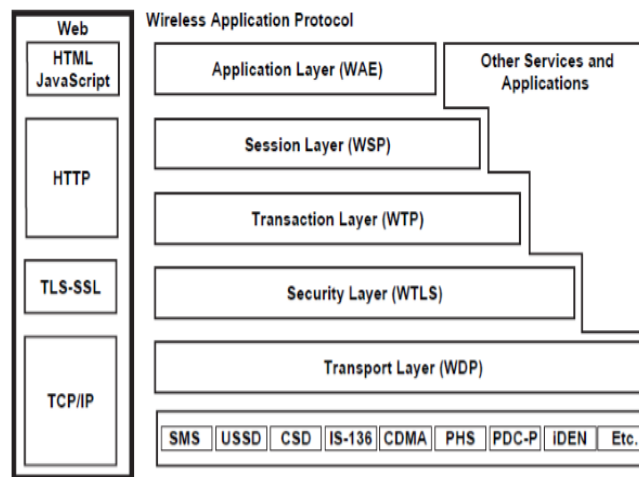 Web
HTML
JavaScript
HTTP
TLS-SSL
TCP/IP
Wireless Application Protocol
Application Layer (WAE)
Other Services and
Applications
Session Layer (WSP)
Transaction Layer (WTP)
Security Layer (WTLS)
Transport Layer (WDP)
SMS USSD CSD IS-136 CDMA PHS PDC-P iDEN Etc.